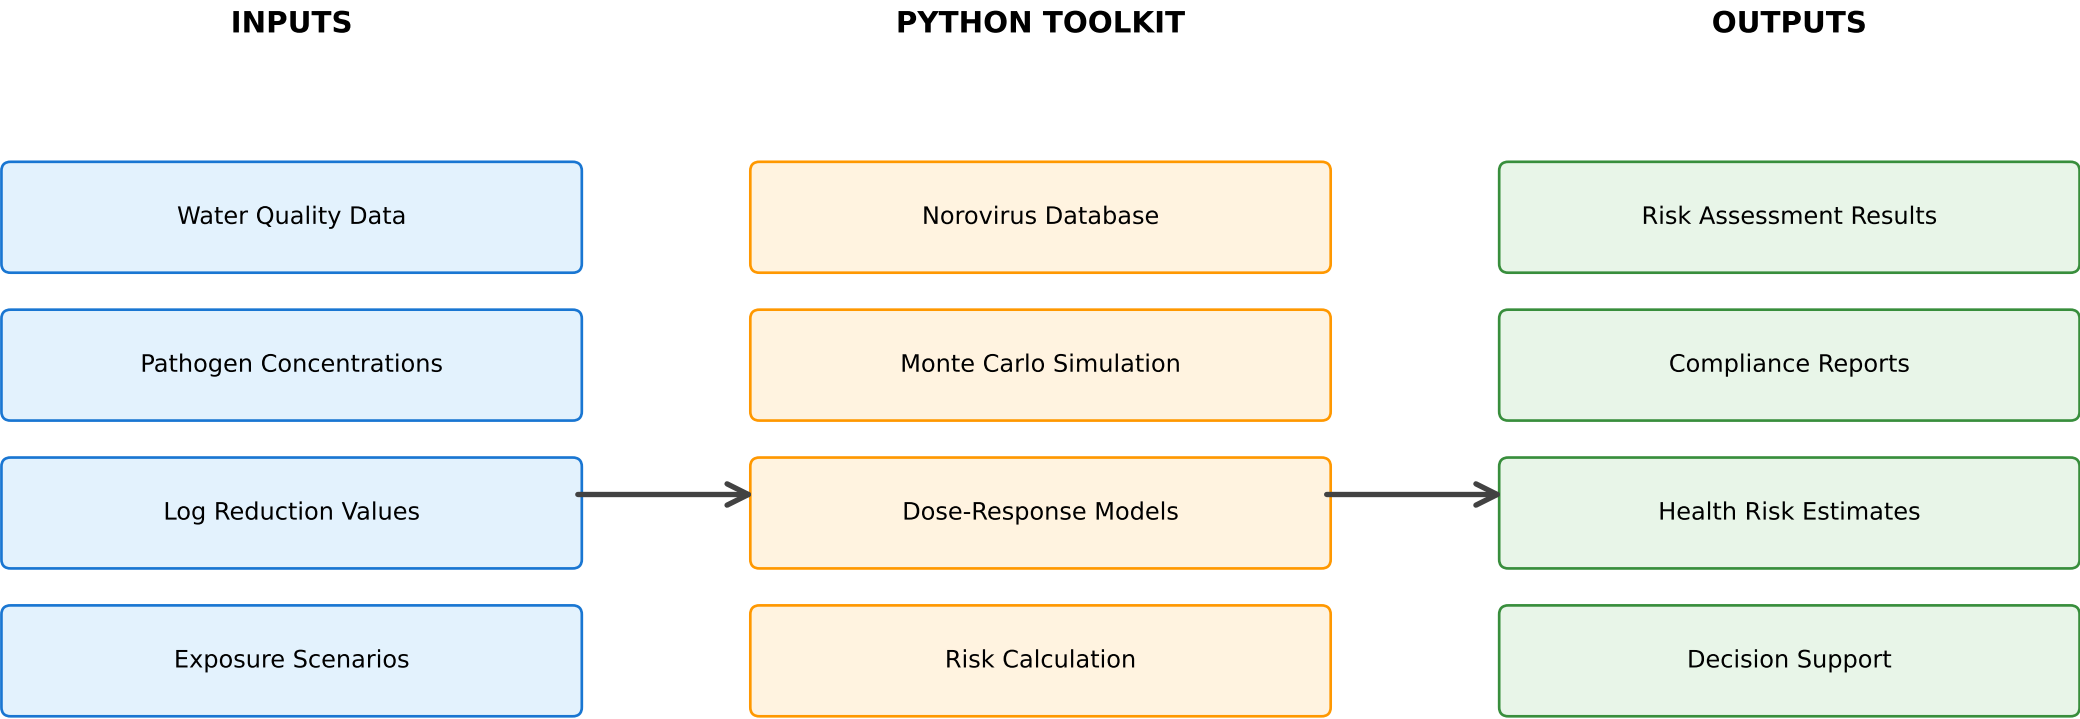 INPUTS
PYTHON TOOLKIT
OUTPUTS
Water Quality Data
Norovirus Database
Risk Assessment Results
Pathogen Concentrations
Monte Carlo Simulation
Compliance Reports
Log Reduction Values
Dose-Response Models
Health Risk Estimates
Exposure Scenarios
Risk Calculation
Decision Support